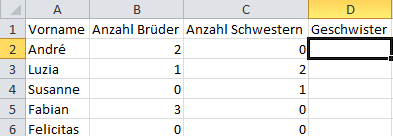 A B C D
1 Vorname Anzahl Brüder Anzahl Schwestern Geschwister
2 André 2 0
3 Luzia 1 2
4 Susanne 0 1
5 Fabian 3 0
6 Felicitas 0 0